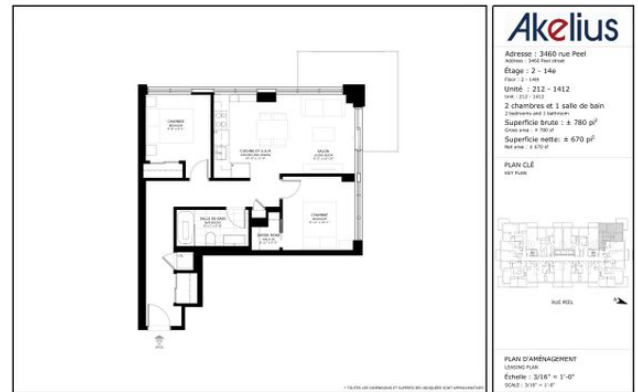 Akelius
Adresse : 3460 rue Peel
Address : 3460 Peel street
Étage : 2 - 14e
Floor : 2 - 14th
Unité : 212 - 1412
Unit : 212 - 1412
2 chambres et 1 salle de bain
2 bedrooms and 1 bathroom
Superficie brute : ± 780 pi²
Gross area : ± 780 sf
Superficie nette: ± 670 pi²
Net area : ± 670 sf
PLAN CLÉ
KEY PLAN
RUE PEEL
PLAN D'AMÉNAGEMENT
LEASING PLAN
Échelle : 3/16" = 1'-0"
SCALE : 3/16" = 1'-0"
CHAMBRE
BEDROOM
CUISINE ET S.A.M.
SALON
SALLE DE BAIN
BATHROOM
CHAMBRE
BEDROOM